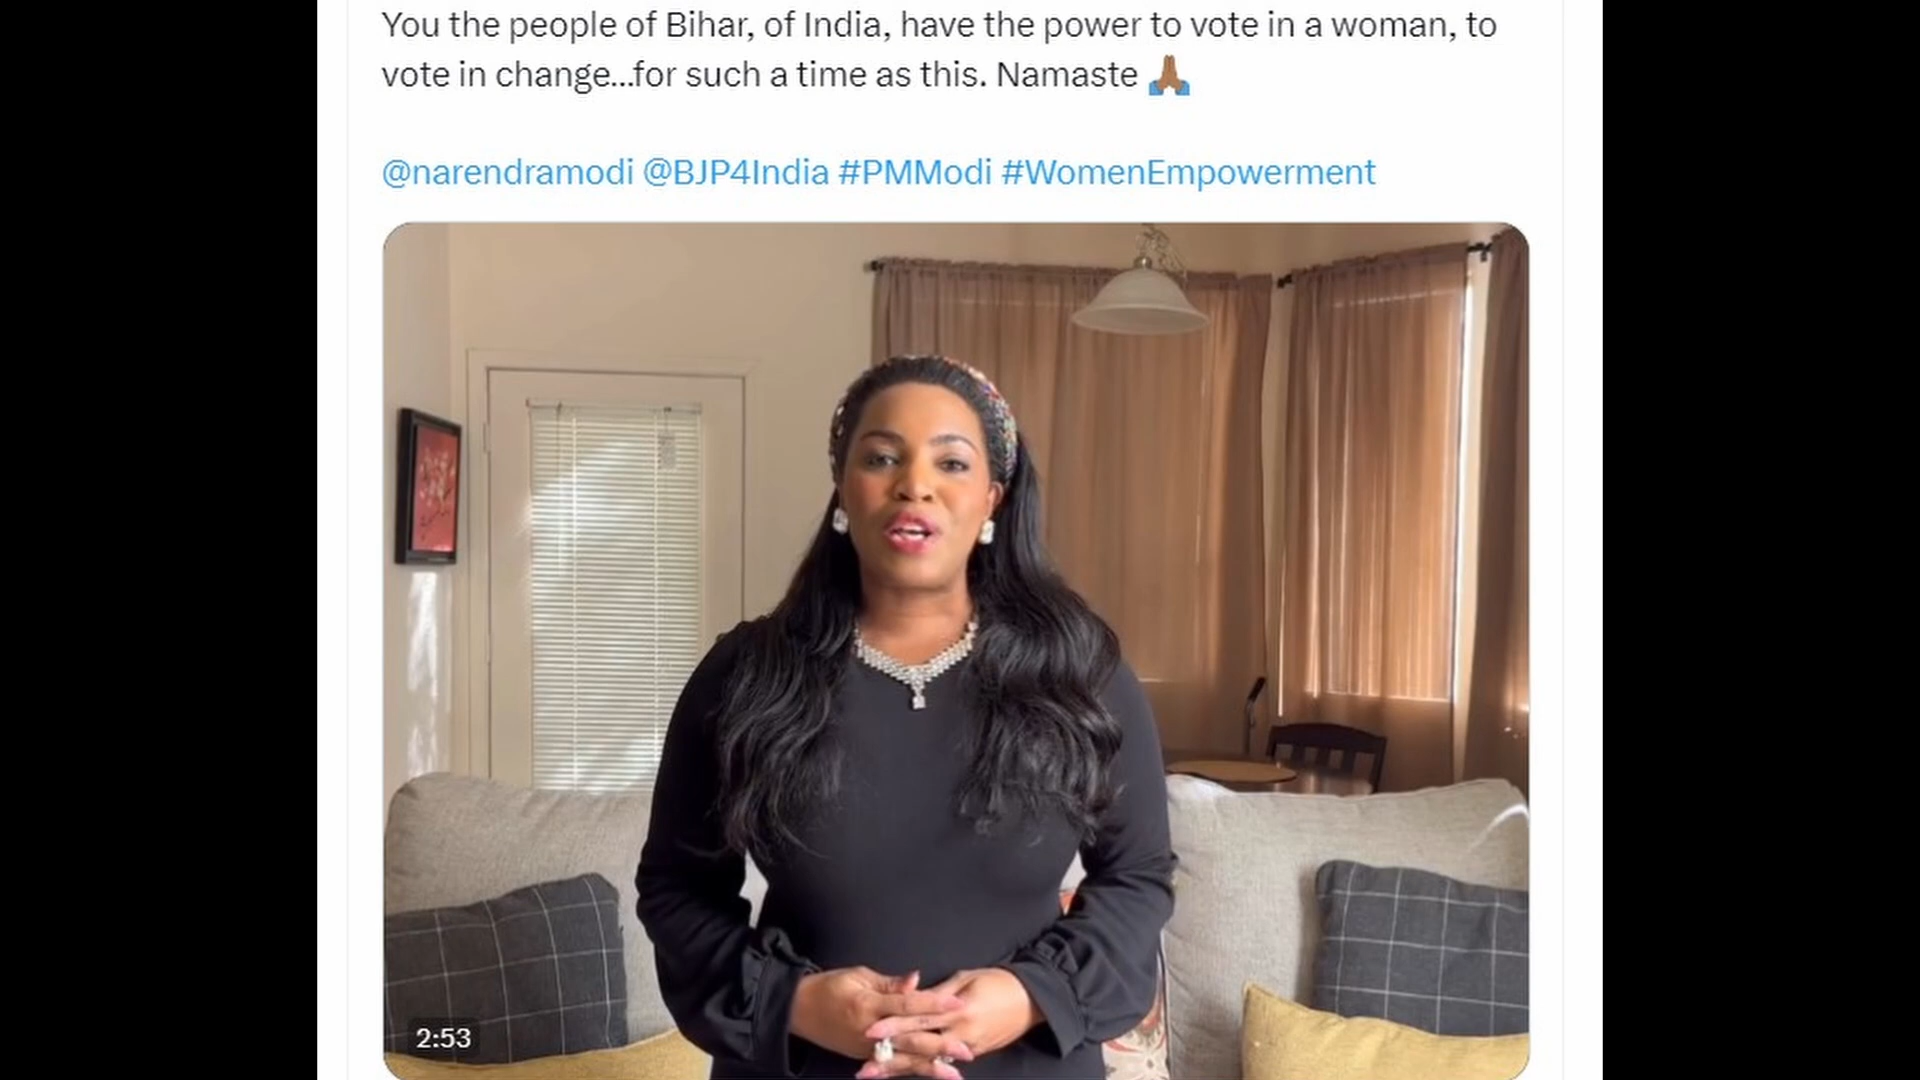 You the people of Bihar, of India, have the power to vote in a woman, to
vote in change...for such a time as this. Namaste 🙏🏾
@narendramodi @BJP4India #PMModi #WomenEmpowerment
2:53